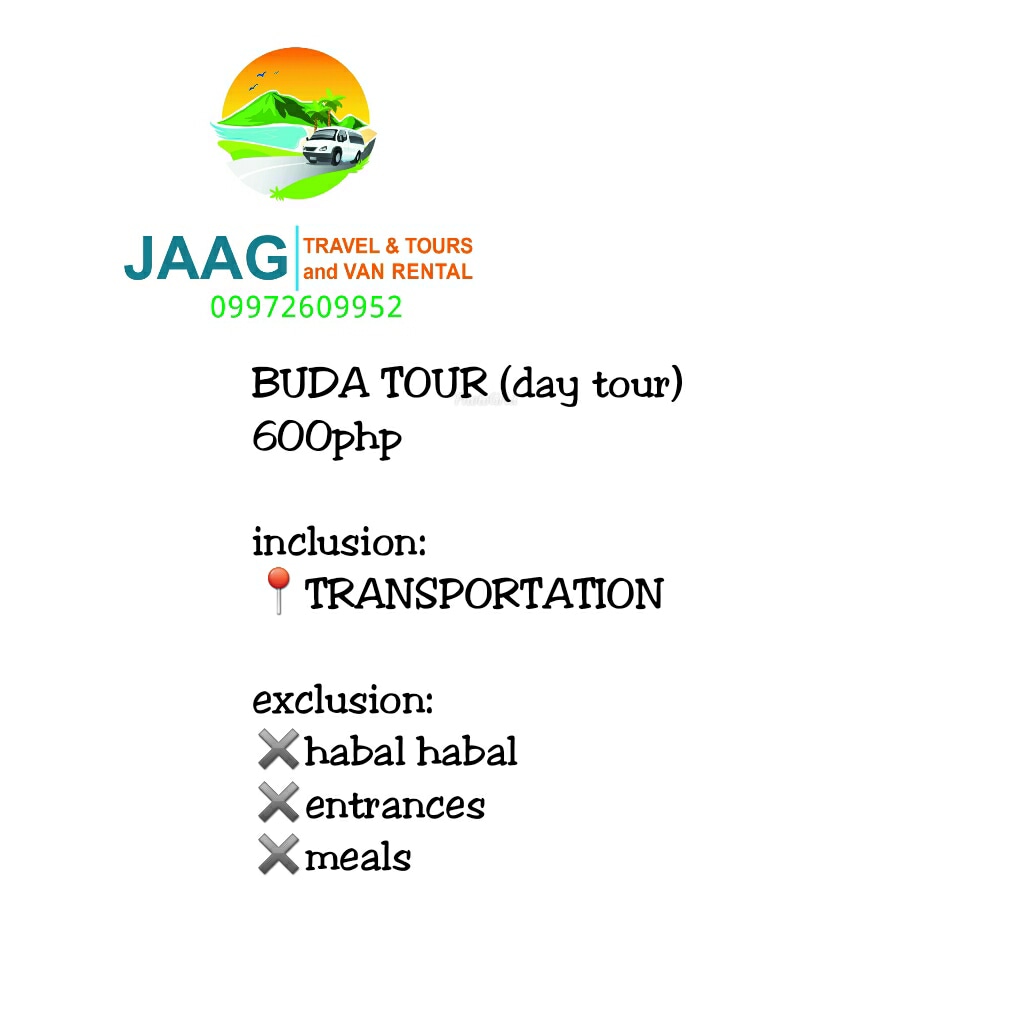 JAAG
TRAVEL & TOURS
and VAN RENTAL
09972609952
BUDA TOUR (day tour)
600php
inclusion:
📍TRANSPORTATION
exclusion:
✖habal habal
✖entrances
✖meals